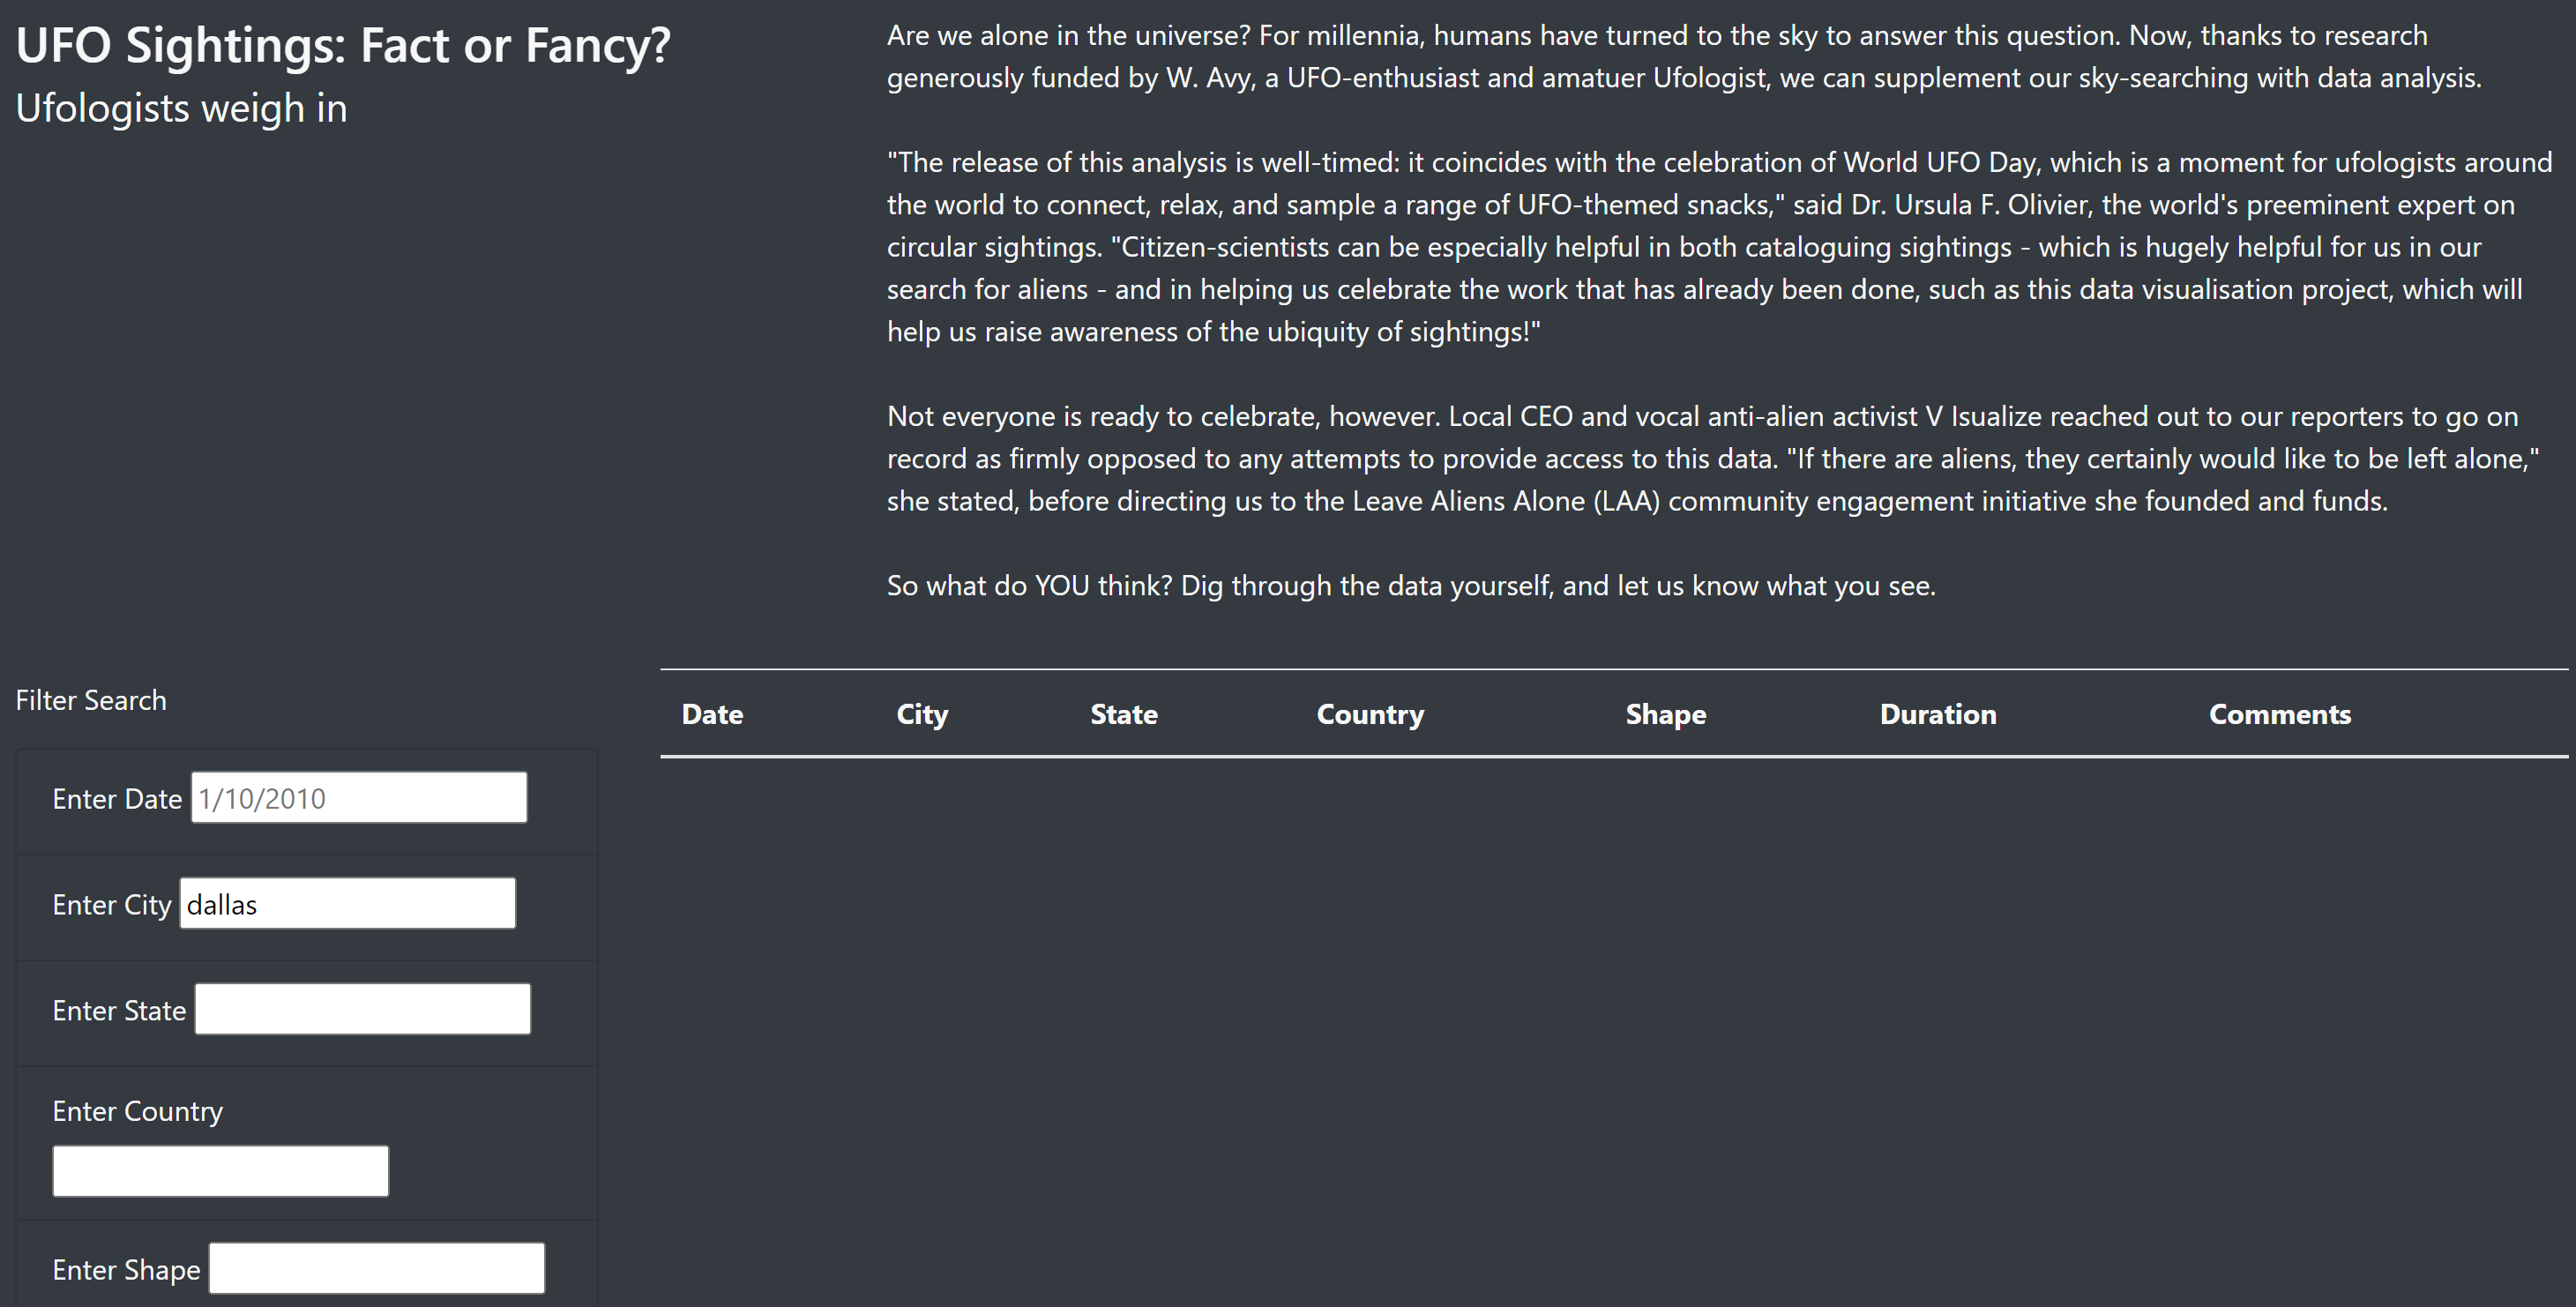 UFO Sightings: Fact or Fancy?
Ufologists weigh in
Are we alone in the universe? For millennia, humans have turned to the sky to answer this question. Now, thanks to research
generously funded by W. Avy, a UFO-enthusiast and amatuer Ufologist, we can supplement our sky-searching with data analysis.
"The release of this analysis is well-timed: it coincides with the celebration of World UFO Day, which is a moment for ufologists around
the world to connect, relax, and sample a range of UFO-themed snacks," said Dr. Ursula F. Olivier, the world's preeminent expert on
circular sightings. "Citizen-scientists can be especially helpful in both cataloguing sightings - which is hugely helpful for us in our
search for aliens - and in helping us celebrate the work that has already been done, such as this data visualisation project, which will
help us raise awareness of the ubiquity of sightings!"
Not everyone is ready to celebrate, however. Local CEO and vocal anti-alien activist V Isualize reached out to our reporters to go on
record as firmly opposed to any attempts to provide access to this data. "If there are aliens, they certainly would like to be left alone,"
she stated, before directing us to the Leave Aliens Alone (LAA) community engagement initiative she founded and funds.
So what do YOU think? Dig through the data yourself, and let us know what you see.
Filter Search
Enter Date 1/10/2010
Enter City dallas
Enter State
Enter Country
Enter Shape
Date City State Country Shape Duration Comments